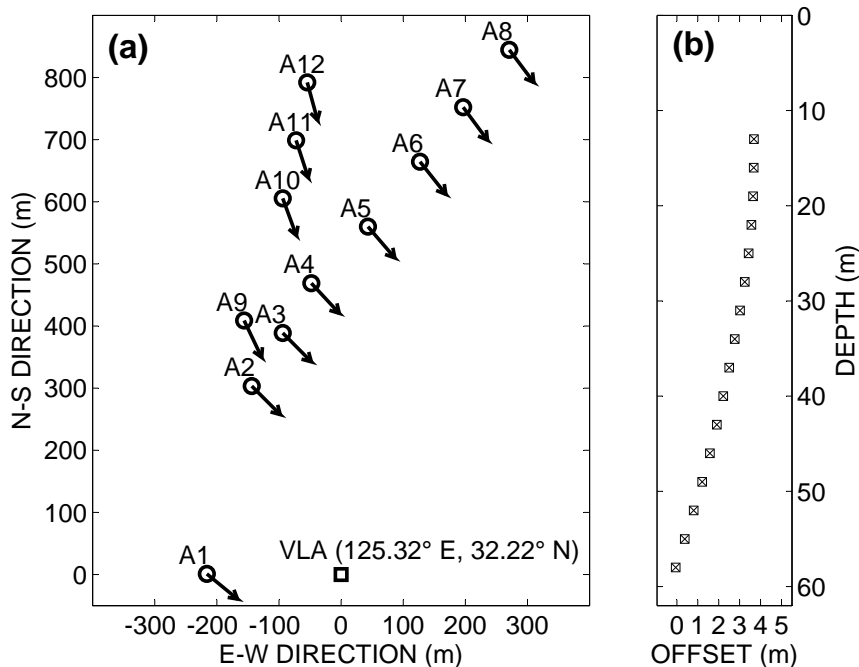 (a)
A8
A12
A7
A11
A6
A10
A5
A4
A9
A3
A2
A1
VLA (125.32° E, 32.22° N)
800
700
600
500
400
300
200
100
0
N-S DIRECTION (m)
-300 -200 -100 0 100 200 300
E-W DIRECTION (m)
(b)
0
10
20
30
40
50
60
DEPTH (m)
0 1 2 3 4 5
OFFSET (m)